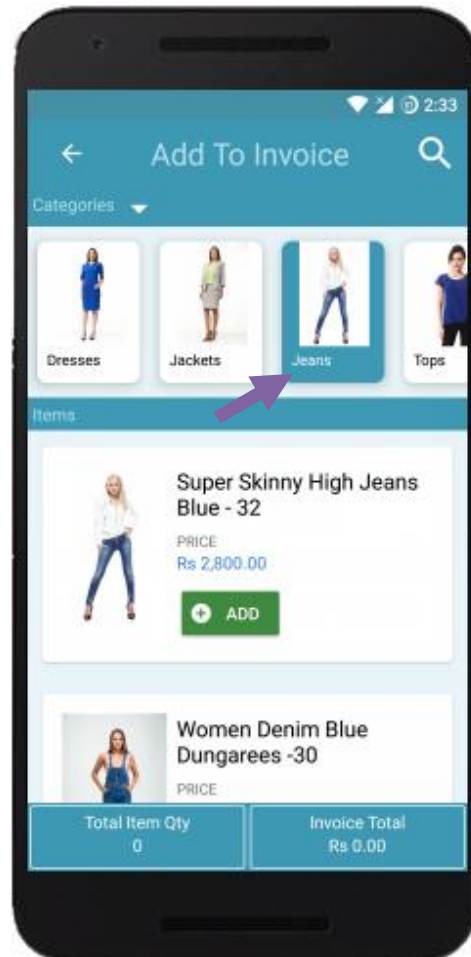 2:33
Add To Invoice
Categories
Dresses
Jackets
Jeans
Tops
Items
Super Skinny High Jeans
Blue - 32
PRICE
Rs 2,800.00
ADD
Women Denim Blue
Dungarees -30
PRICE
Total Item Qty
0
Invoice Total
Rs 0.00